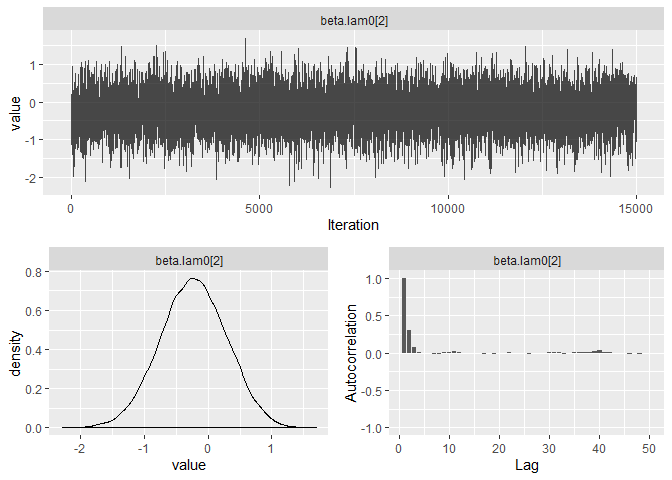 beta.lam0[2]
value
1
0
-1
-2
0 5000 10000 15000
Iteration
beta.lam0[2]
density
0.8
0.6
0.4
0.2
0.0
-2 -1 0 1
value
beta.lam0[2]
Autocorrelation
1.0
0.5
0.0
-0.5
-1.0
0 10 20 30 40 50
Lag